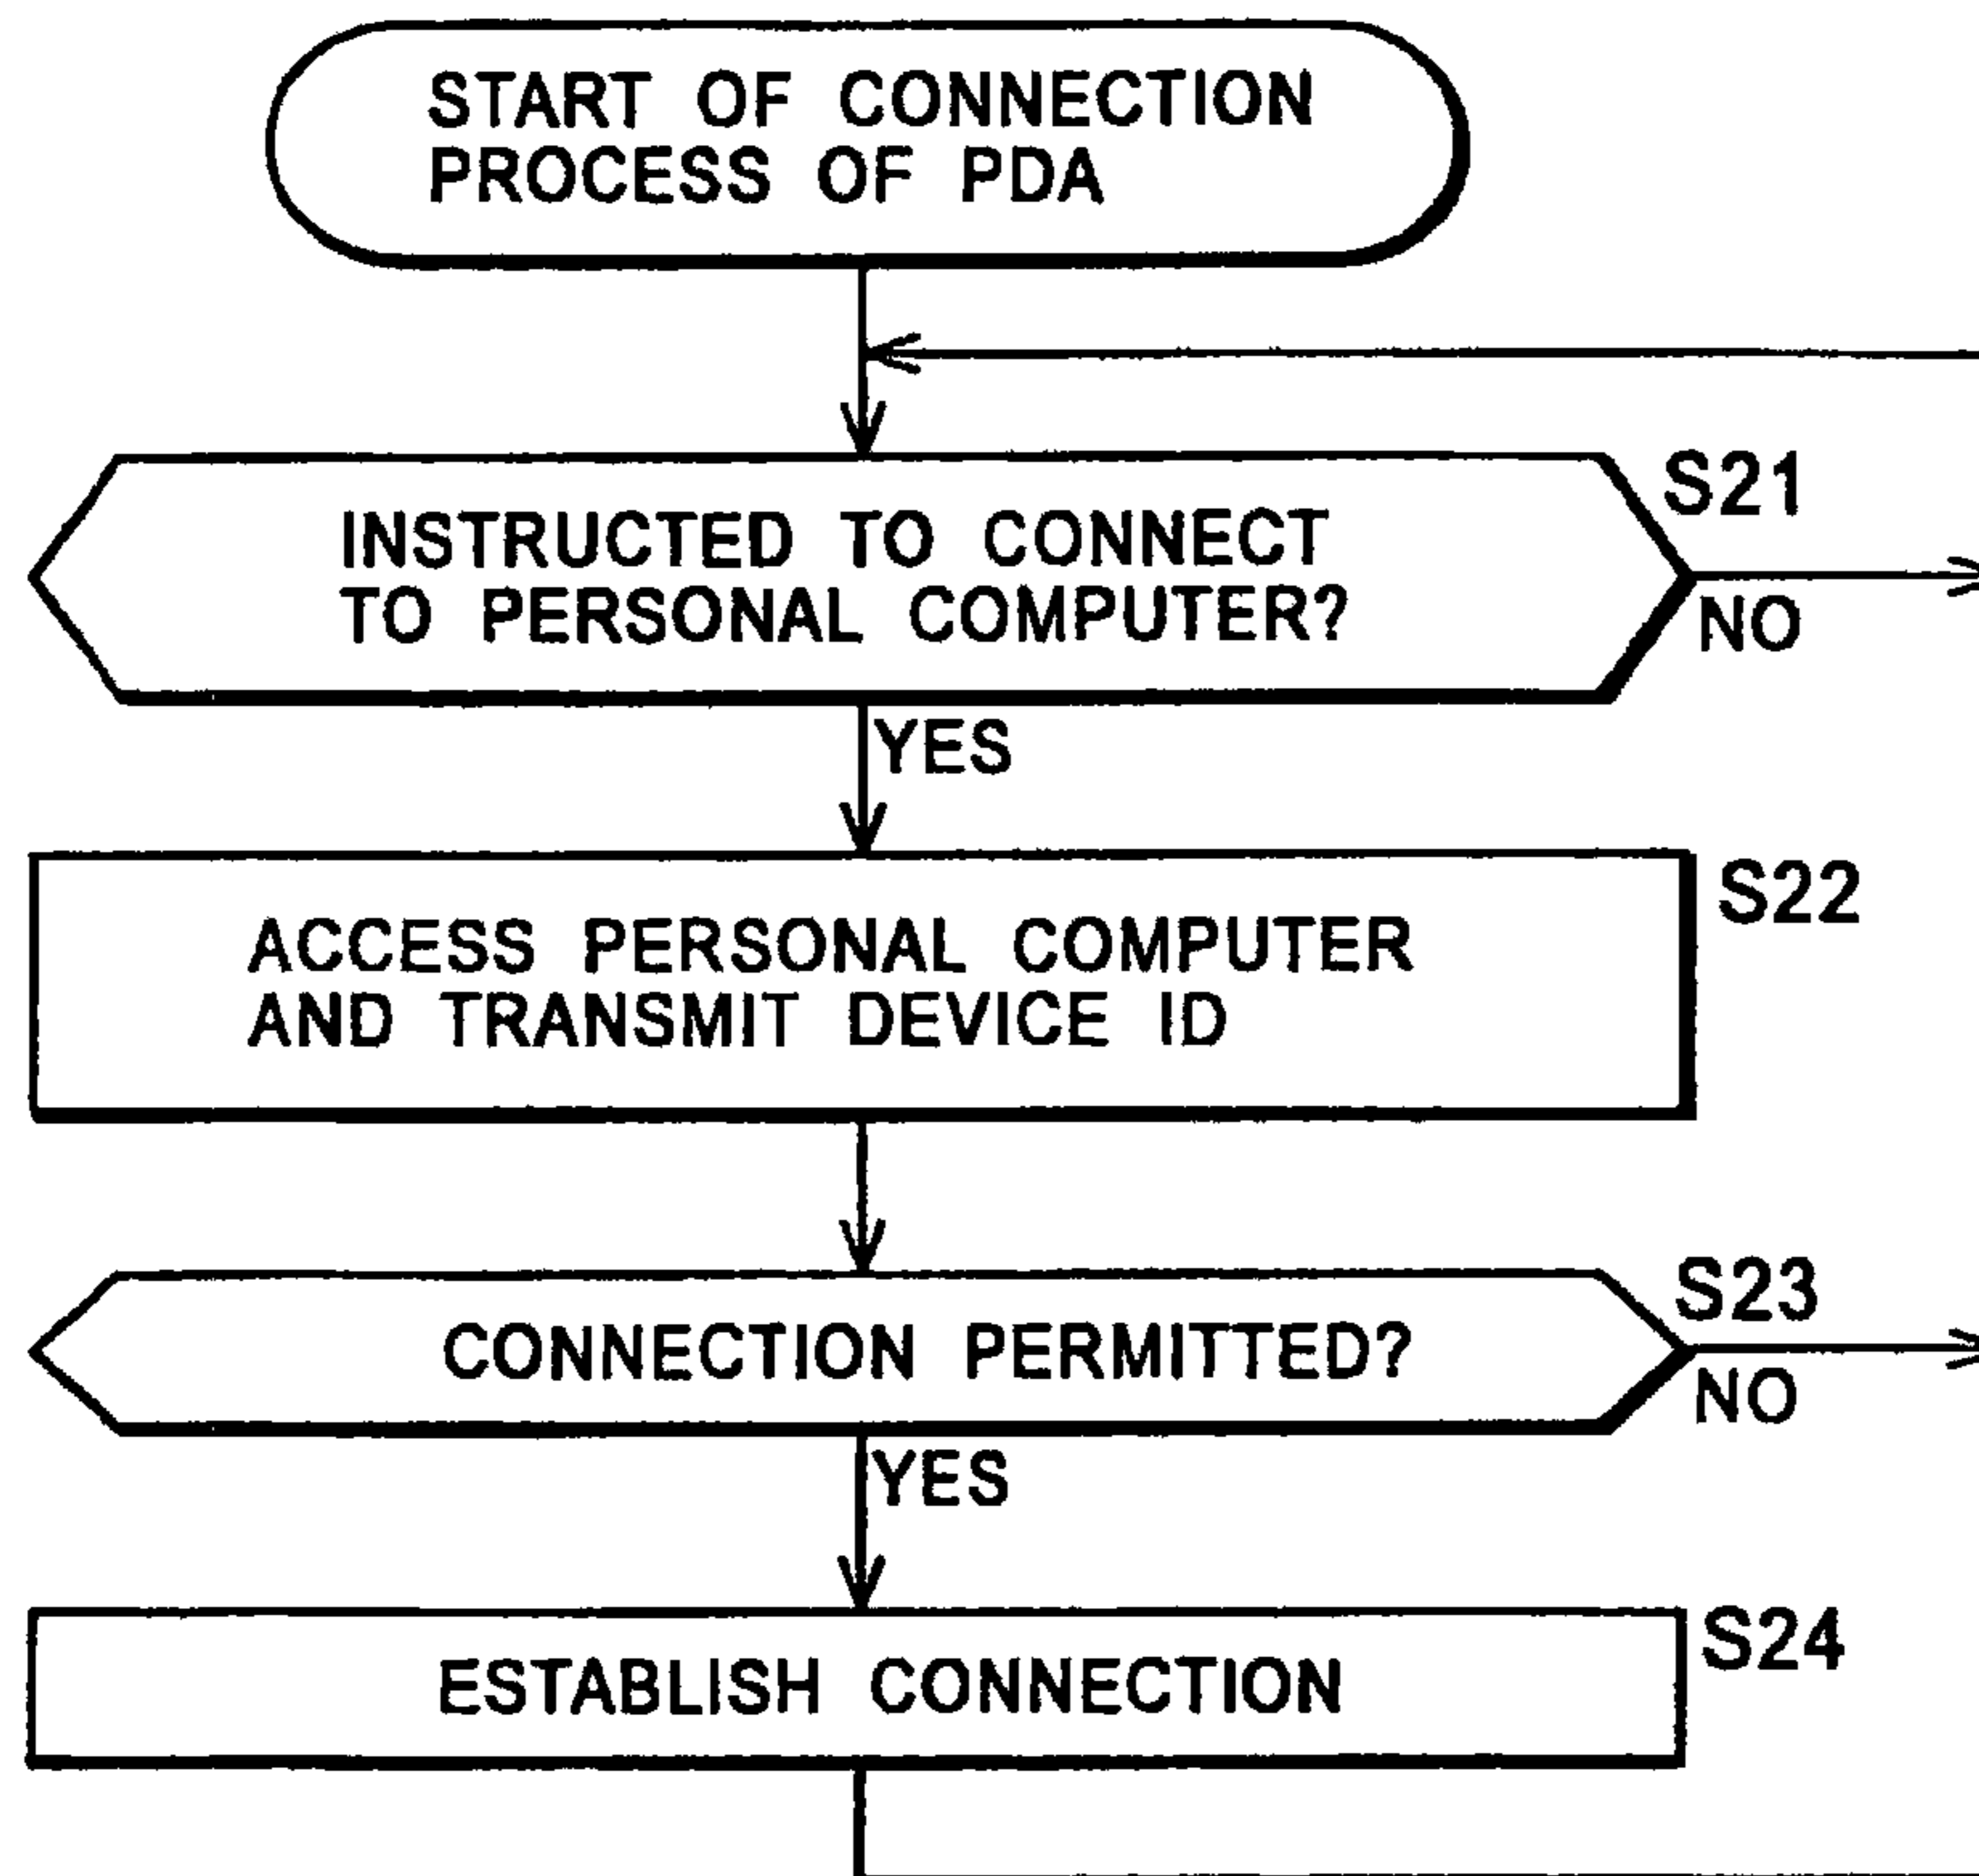 START OF CONNECTION
PROCESS OF PDA
S21
INSTRUCTED TO CONNECT
TO PERSONAL COMPUTER?
NO
YES
S22
ACCESS PERSONAL COMPUTER
AND TRANSMIT DEVICE ID
S23
CONNECTION PERMITTED?
NO
YES
S24
ESTABLISH CONNECTION